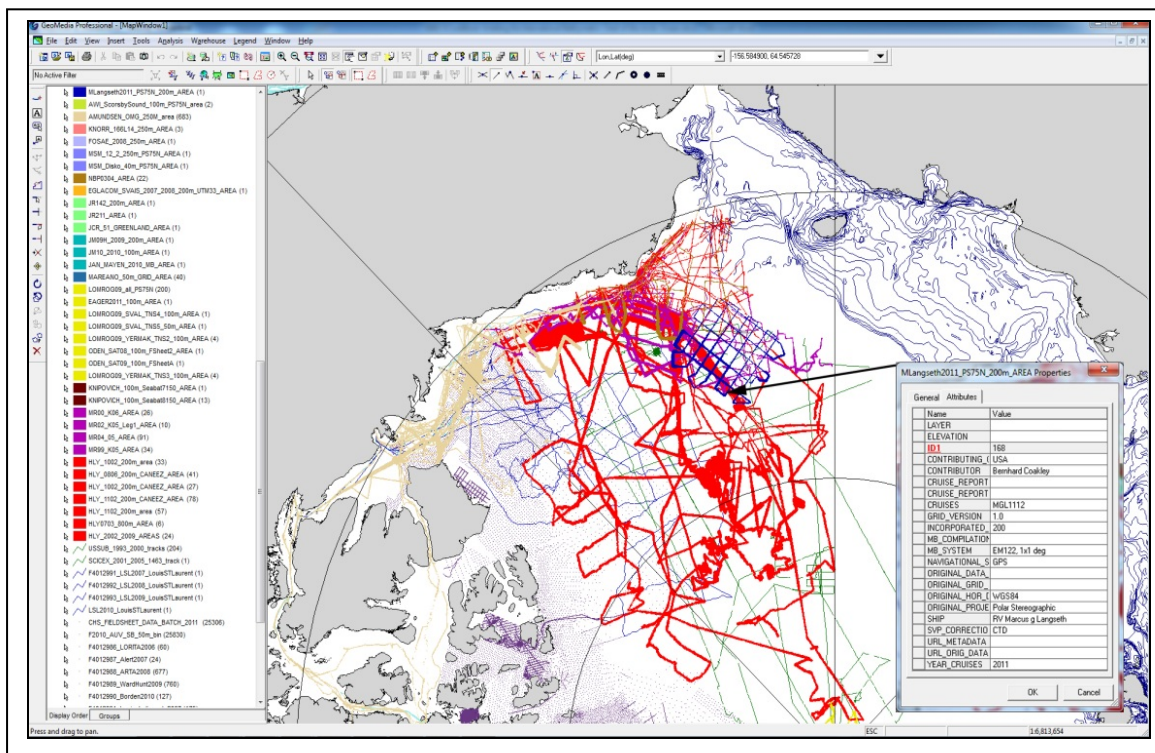 GeoMedia Professional - [MapWindow1]
File Edit View Insert Tools Analysis Warehouse Legend Window Help
Lon,Lat(deg) -156.584900, 64.545728
No Active Filter
MLangseth2011_PS75N_200m_AREA (1)
AWI_ScorsbySound_100m_PS75N_area (2)
AMUNDSEN_OMG_250M_area (683)
KNORR_166L14_250m_AREA (3)
FOSAE_2008_250m_AREA (1)
MSM_12_2_250m_PS75N_AREA (1)
MSM_Disko_40m_PS75N_AREA (1)
NBP0304_AREA (22)
EGLACOM_SVAIS_2007_2008_200m_UTM33_AREA (1)
JR142_200m_AREA (1)
JR211_AREA (1)
JCR_51_GREENLAND_AREA (1)
JM09H_2009_200m_AREA (1)
JM10_2010_100m_AREA (1)
JAN_MAYEN_2010_MB_AREA (1)
MAREANO_50m_GRID_AREA (40)
LOMROG09_all_PS75N (200)
EAGER2011_100m_AREA (1)
LOMROG09_SVAL_TNS4_100m_AREA (1)
LOMROG09_SVAL_TNS5_50m_AREA (1)
LOMROG09_YERMAK_TNS2_100m_AREA (4)
ODEN_SAT08_100m_FSheet2_AREA (1)
ODEN_SAT09_100m_FSheetA_AREA (1)
LOMROG09_YERMAK_TNS3_100m_AREA (4)
KNIPOVICH_100m_Seabat7150_AREA (1)
KNIPOVICH_100m_Seabat8150_AREA (13)
MR00_K06_AREA (26)
MR02_K05_Leg1_AREA (10)
MR04_05_AREA (91)
MR99_K05_AREA (34)
HLY_1002_200m_area (33)
HLY_0806_200m_CANEEZ_AREA (41)
HLY_1002_200m_CANEEZ_AREA (27)
HLY_1102_200m_CANEEZ_AREA (78)
HLY_1102_200m_area (57)
HLY0703_800m_AREA (6)
HLY_2002_2009_AREAS (24)
USSUB_1993_2000_tracks (204)
SCICEX_2001_2005_1463_track (1)
F4012991_LSL2007_LouisSTLaurent (1)
F4012992_LSL2008_LouisSTLaurent (1)
F4012993_LSL2009_LouisSTLaurent (1)
LSL2010_LouisSTLaurent (1)
CHS_FIELDSHEET_DATA_BATCH_2011 (25306)
F2010_AUV_SB_50m_bin (25630)
F4012986_LORITA2006 (60)
F4012987_Alert2007 (24)
F4012988_ARTA2008 (677)
F4012989_WardHunt2009 (760)
F4012990_Borden2010 (127)
Display Order Groups
MLangseth2011_PS75N_200m_AREA Properties
General Attributes
Name Value
LAYER
ELEVATION
ID1 168
CONTRIBUTING_( USA
CONTRIBUTOR Bernhard Coakley
CRUISE_REPORT
CRUISE_REPORT
CRUISES MGL1112
GRID_VERSION 1.0
INCORPORATED_ 200
MB_COMPILATION
MB_SYSTEM EM122, 1x1 deg
NAVIGATIONAL_S GPS
ORIGINAL_DATA_
ORIGINAL_GRID_
ORIGINAL_HOR_D WGS84
ORIGINAL_PROJE Polar Stereographic
SHIP RV Marcus g Langseth
SVP_CORRECTIO CTD
URL_METADATA
URL_ORIG_DATA
YEAR_CRUISES 2011
OK Cancel
Press and drag to pan. ESC 1:6,813,654